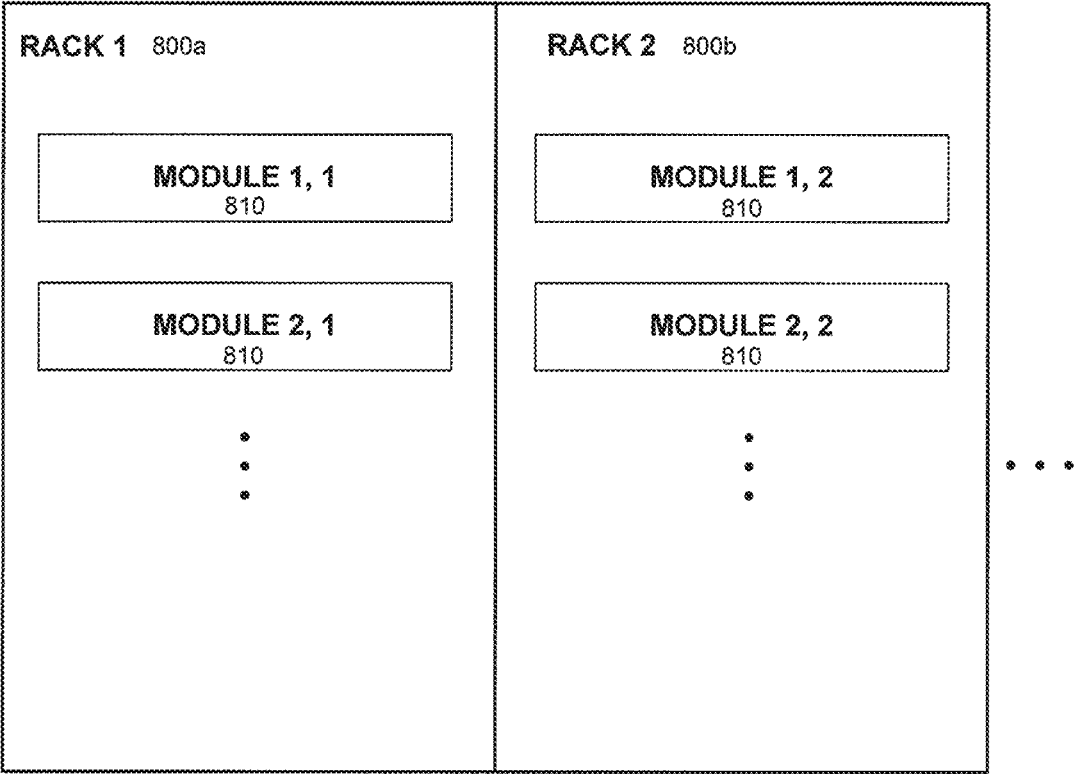 RACK 1 800a
MODULE 1, 1
810
MODULE 2, 1
810
RACK 2 800b
MODULE 1, 2
810
MODULE 2, 2
810